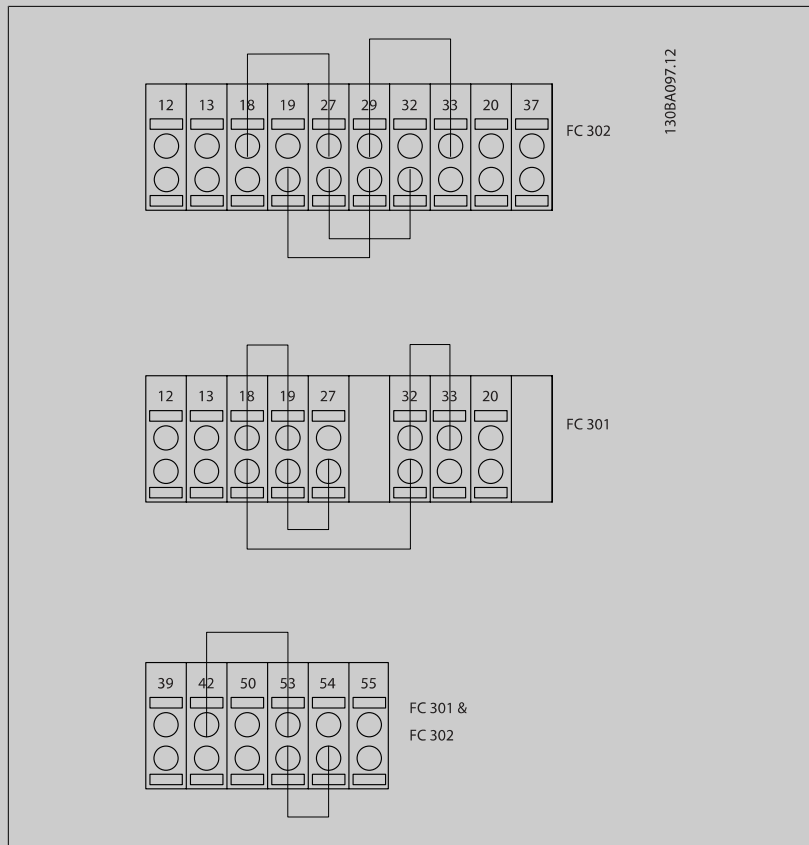 130BA097.12
12 13 18 19 27 29 32 33 20 37
FC 302
12 13 18 19 27 32 33 20
FC 301
39 42 50 53 54 55
FC 301 &
FC 302